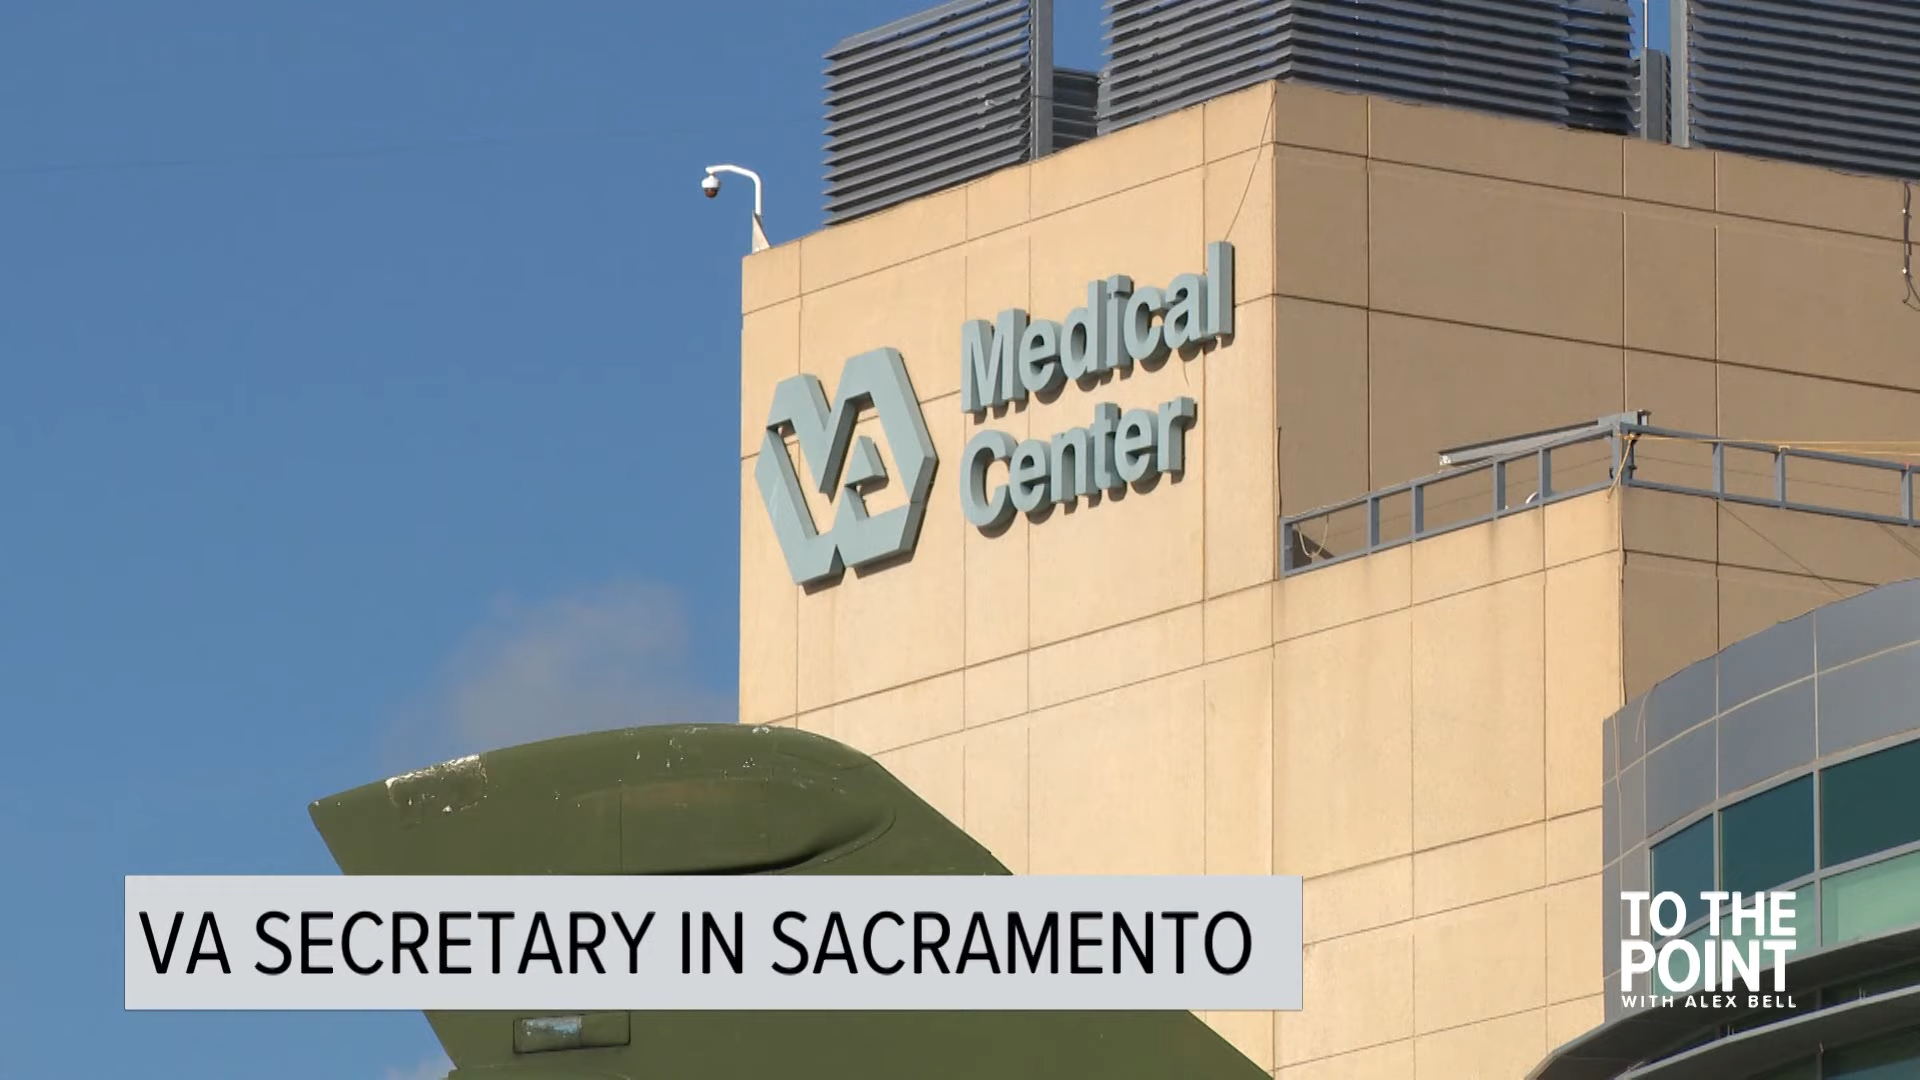 VA Medical
Center
VA SECRETARY IN SACRAMENTO
TO THE
POINT
WITH ALEX BELL